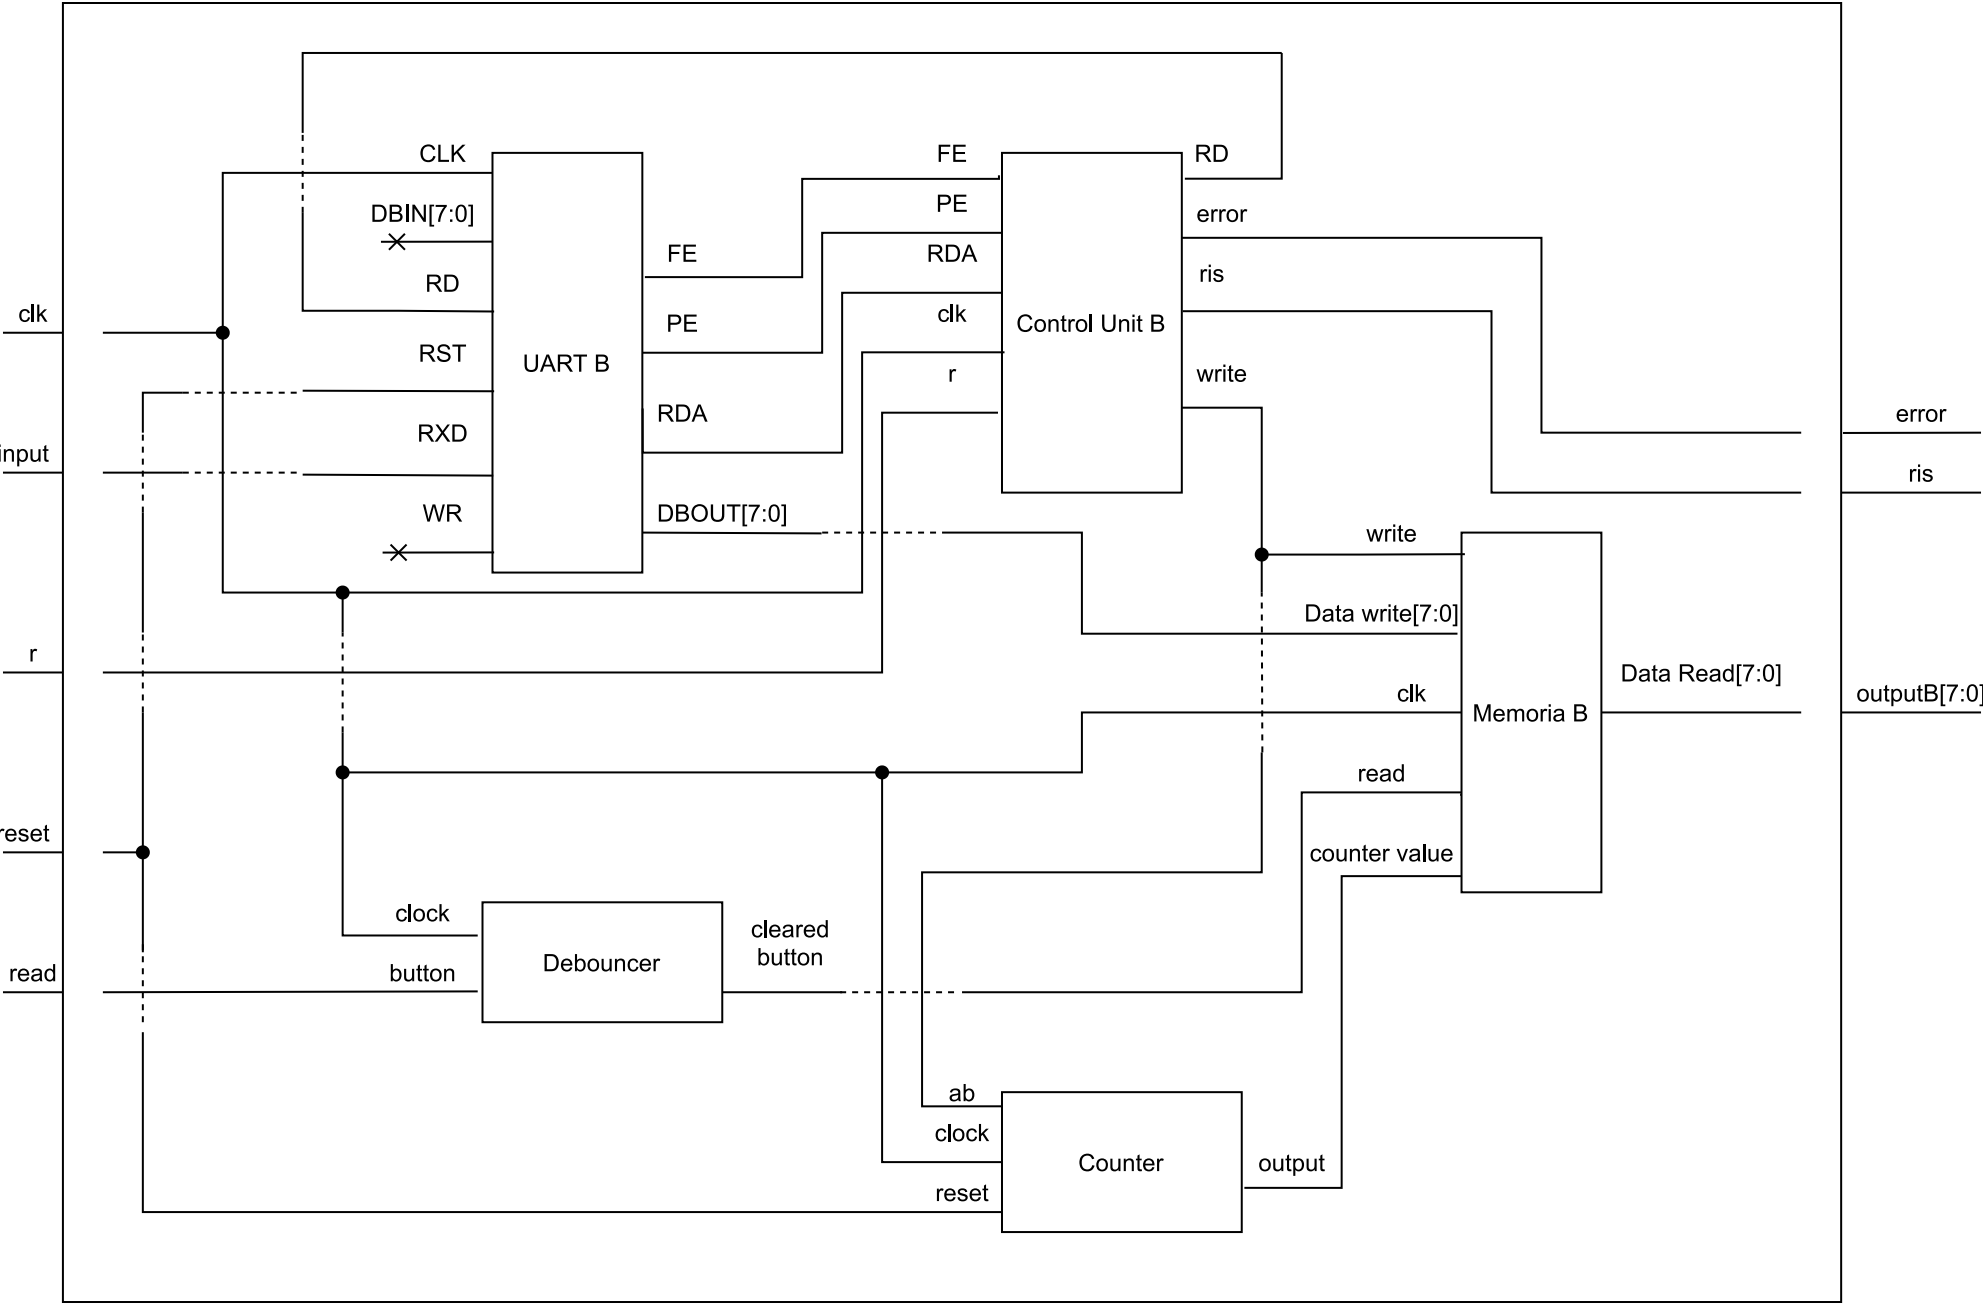 CLK
FE
RD
DBIN[7:0]
PE
error
FE
RDA
RD
ris
clk
PE
clk
Control Unit B
RST
UART B
r
write
RDA
error
RXD
input
ris
WR
DBOUT[7:0]
write
Data write[7:0]
r
Data Read[7:0]
clk
outputB[7:0]
Memoria B
read
reset
counter value
clock
cleared
button
Debouncer
read
button
ab
clock
Counter
output
reset